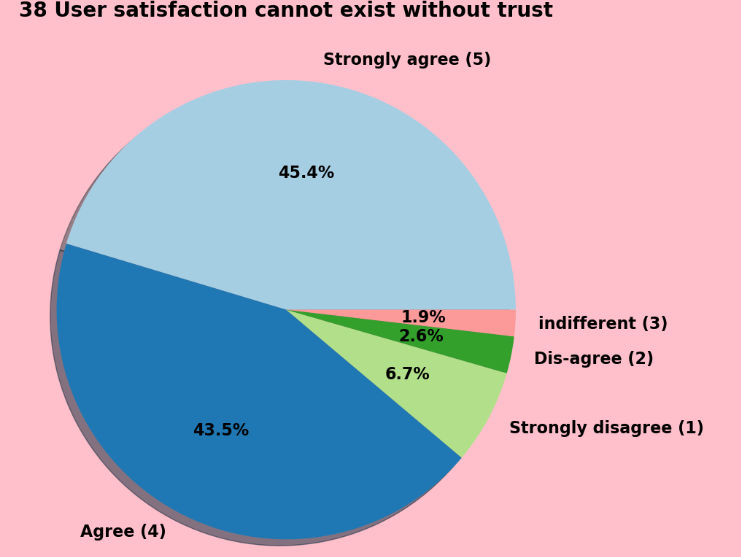 38 User satisfaction cannot exist without trust
Strongly agree (5)
45.4%
1.9%
indifferent (3)
2.6%
Dis-agree (2)
6.7%
Strongly disagree (1)
43.5%
Agree (4)